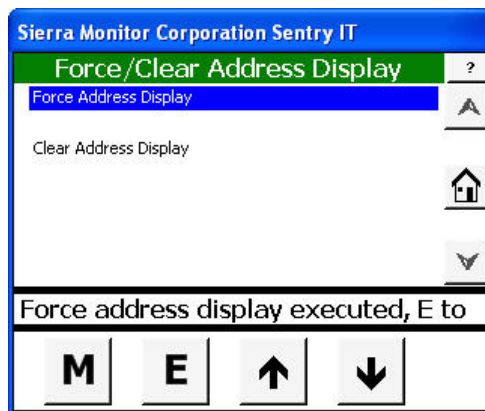 Sierra Monitor Corporation Sentry IT
Force/Clear Address Display
?
Force Address Display
Clear Address Display
Force address display executed, E to
M E